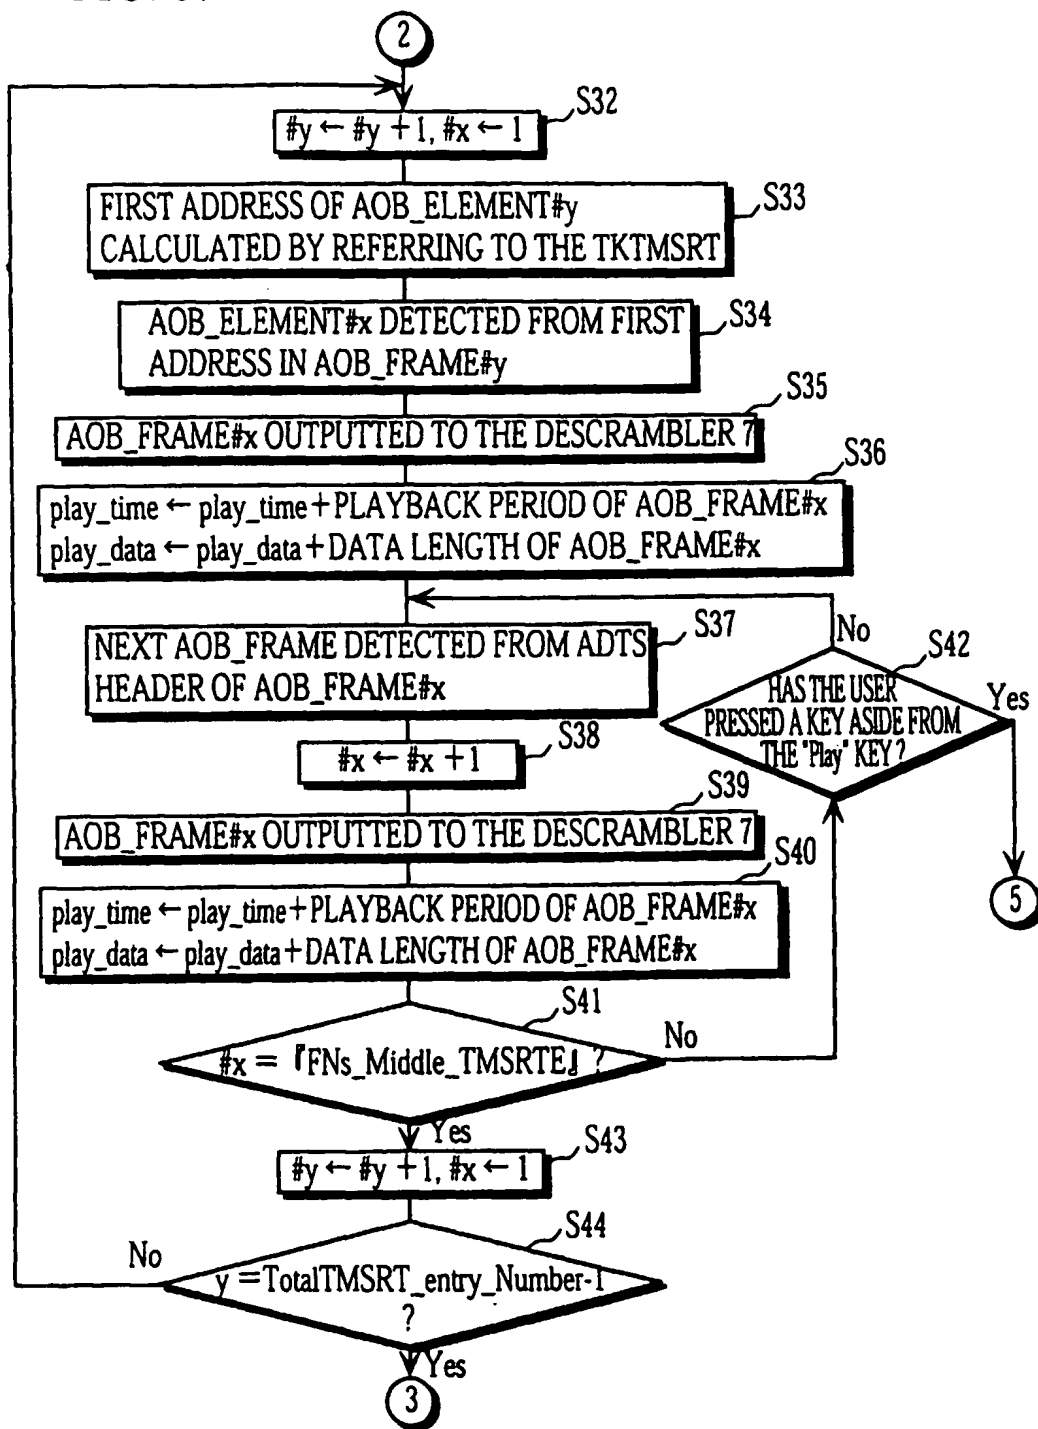 2
S32
#y ← #y + 1, #x ← 1
S33
FIRST ADDRESS OF AOB_ELEMENT#y
CALCULATED BY REFERRING TO THE TKTMSRT
S34
AOB_ELEMENT#x DETECTED FROM FIRST
ADDRESS IN AOB_FRAME#y
S35
AOB_FRAME#x OUTPUTTED TO THE DESCRAMBLER 7
S36
play_time ← play_time+PLAYBACK PERIOD OF AOB_FRAME#x
play_data ← play_data+DATA LENGTH OF AOB_FRAME#x
S37
NEXT AOB_FRAME DETECTED FROM ADTS
HEADER OF AOB_FRAME#x
No
S42
HAS THE USER
PRESSED A KEY ASIDE FROM
THE "Play" KEY ?
Yes
5
S38
#x ← #x + 1
S39
AOB_FRAME#x OUTPUTTED TO THE DESCRAMBLER 7
S40
play_time ← play_time+PLAYBACK PERIOD OF AOB_FRAME#x
play_data ← play_data+DATA LENGTH OF AOB_FRAME#x
S41
#x = 『FNs_Middle_TMSRTE』 ?
No
Yes
S43
#y ← #y + 1, #x ← 1
S44
No
y =TotalTMSRT_entry_Number-1
?
Yes
3